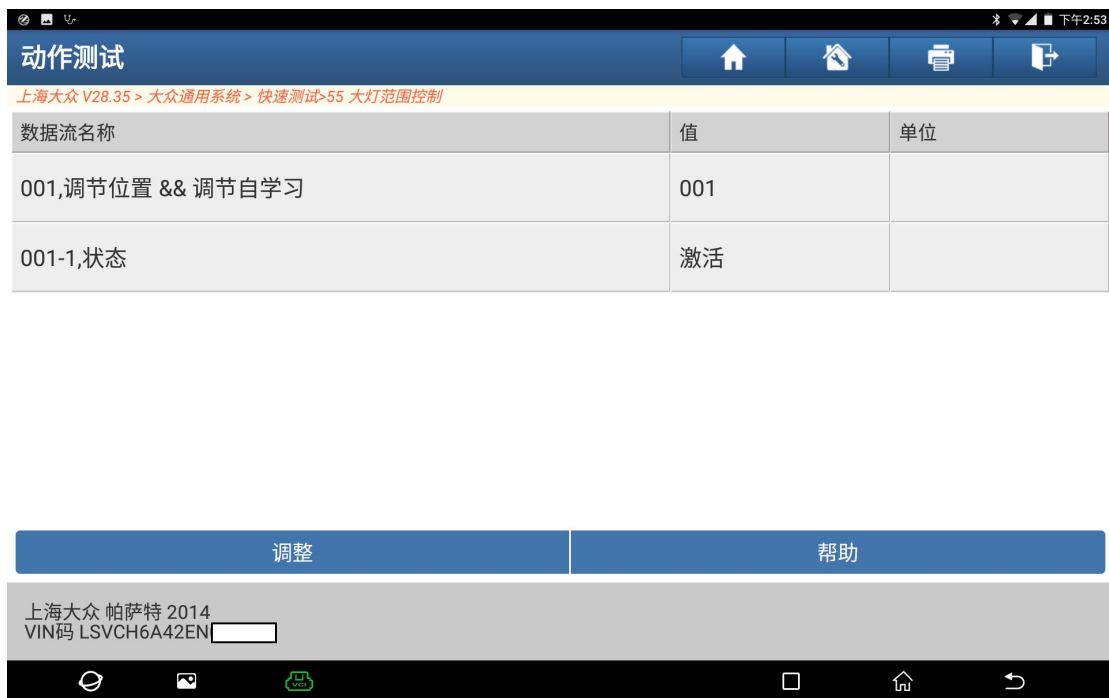 下午2:53
动作测试
上海大众 V28.35 > 大众通用系统 > 快速测试>55 大灯范围控制
数据流名称 值 单位
001,调节位置 && 调节自学习 001
001-1,状态 激活
调整 帮助
上海大众 帕萨特 2014
VIN码 LSVCH6A42EN
VCI